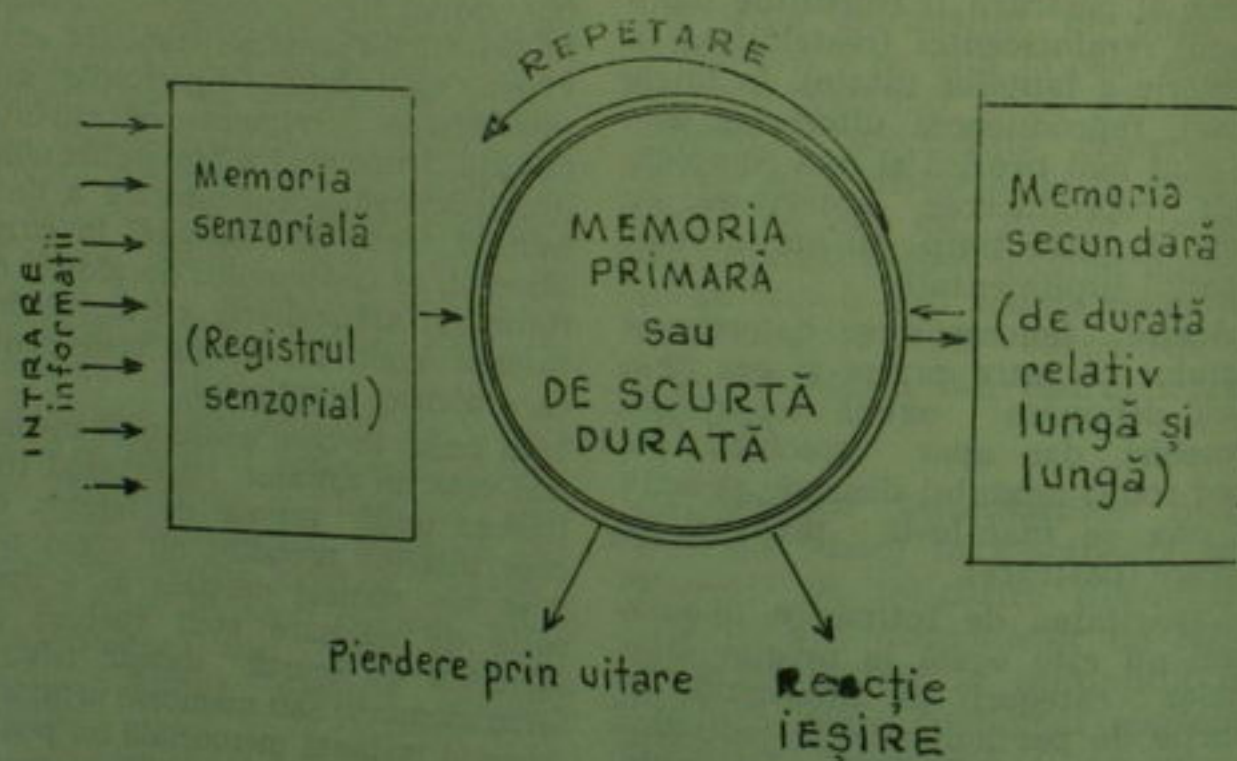 REPETARE
INTRARE
informații
Memoria
senzorială
(Registrul
senzorial)
MEMORIA
PRIMARĂ
sau
DE SCURTĂ
DURATĂ
Memoria
secundară
(de durată
relativ
lungă și
lungă)
Pierdere prin uitare
Reacție
IEȘIRE